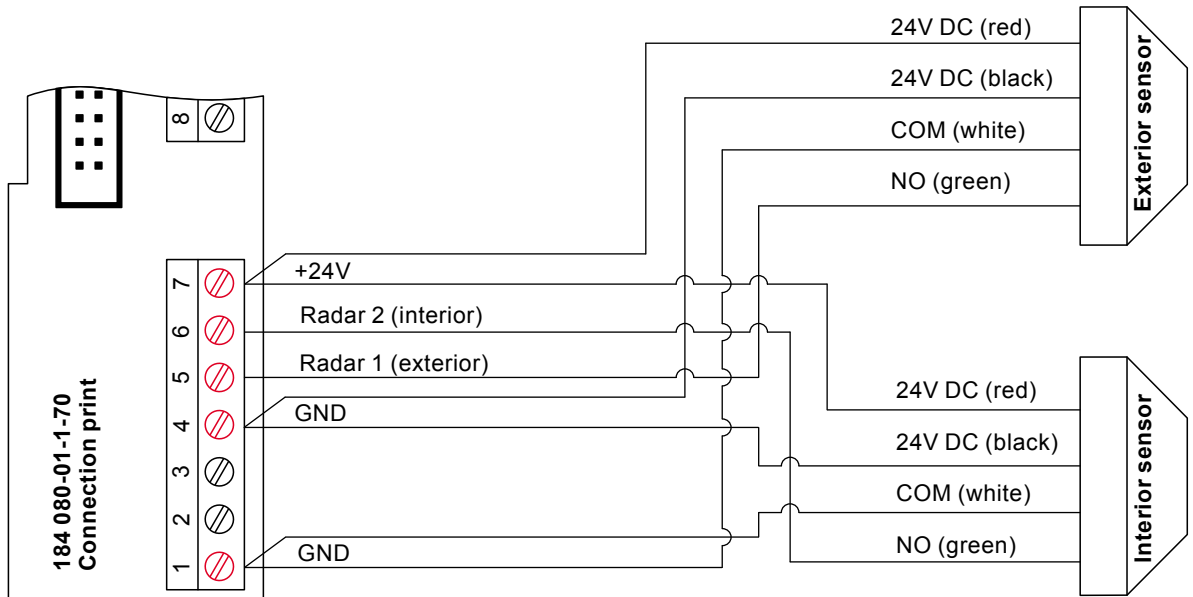 24V DC (red)
24V DC (black)
COM (white)
NO (green)
Exterior sensor
8
7
+24V
6
Radar 2 (interior)
5
Radar 1 (exterior)
4
GND
3
2
1
GND
184 080-01-1-70
Connection print
24V DC (red)
24V DC (black)
COM (white)
NO (green)
Interior sensor